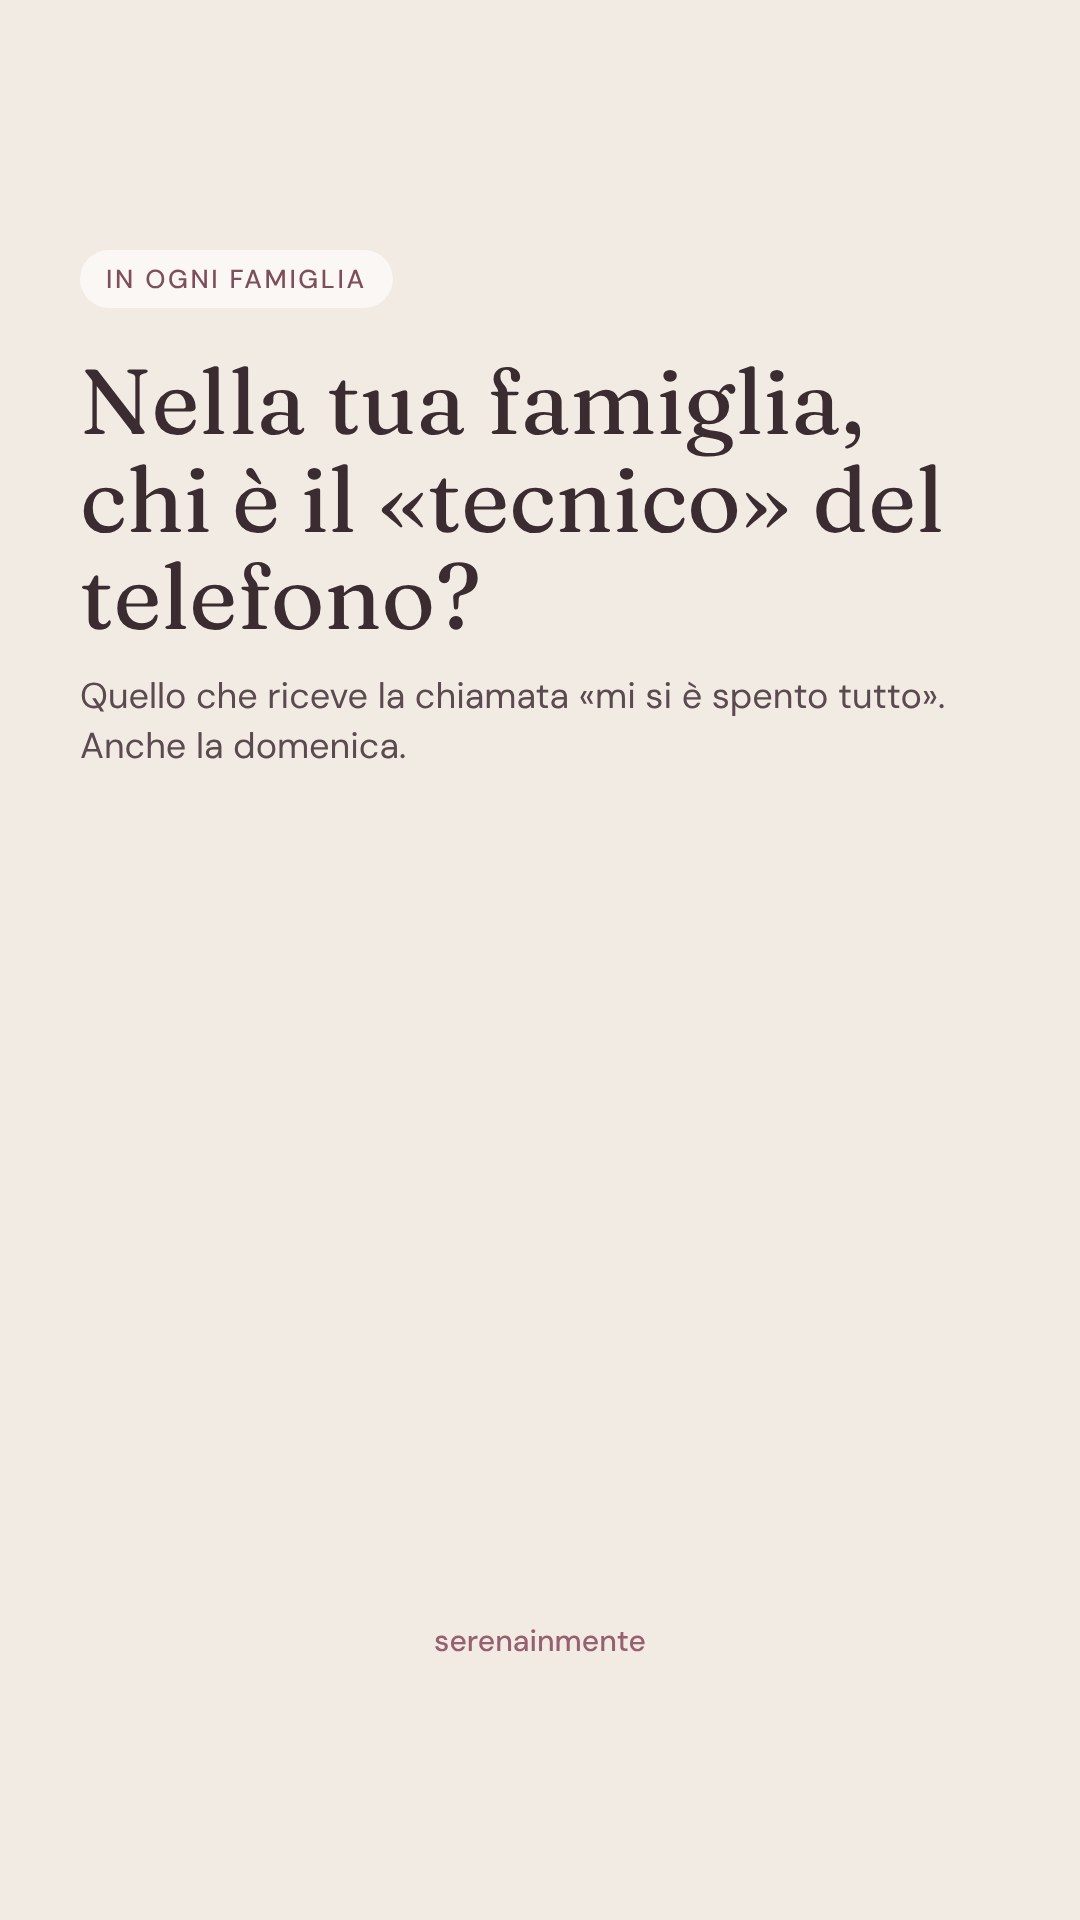 IN OGNI FAMIGLIA
Nella tua famiglia,
chi è il «tecnico» del
telefono?
Quello che riceve la chiamata «mi si è spento tutto».
Anche la domenica.
serenainmente